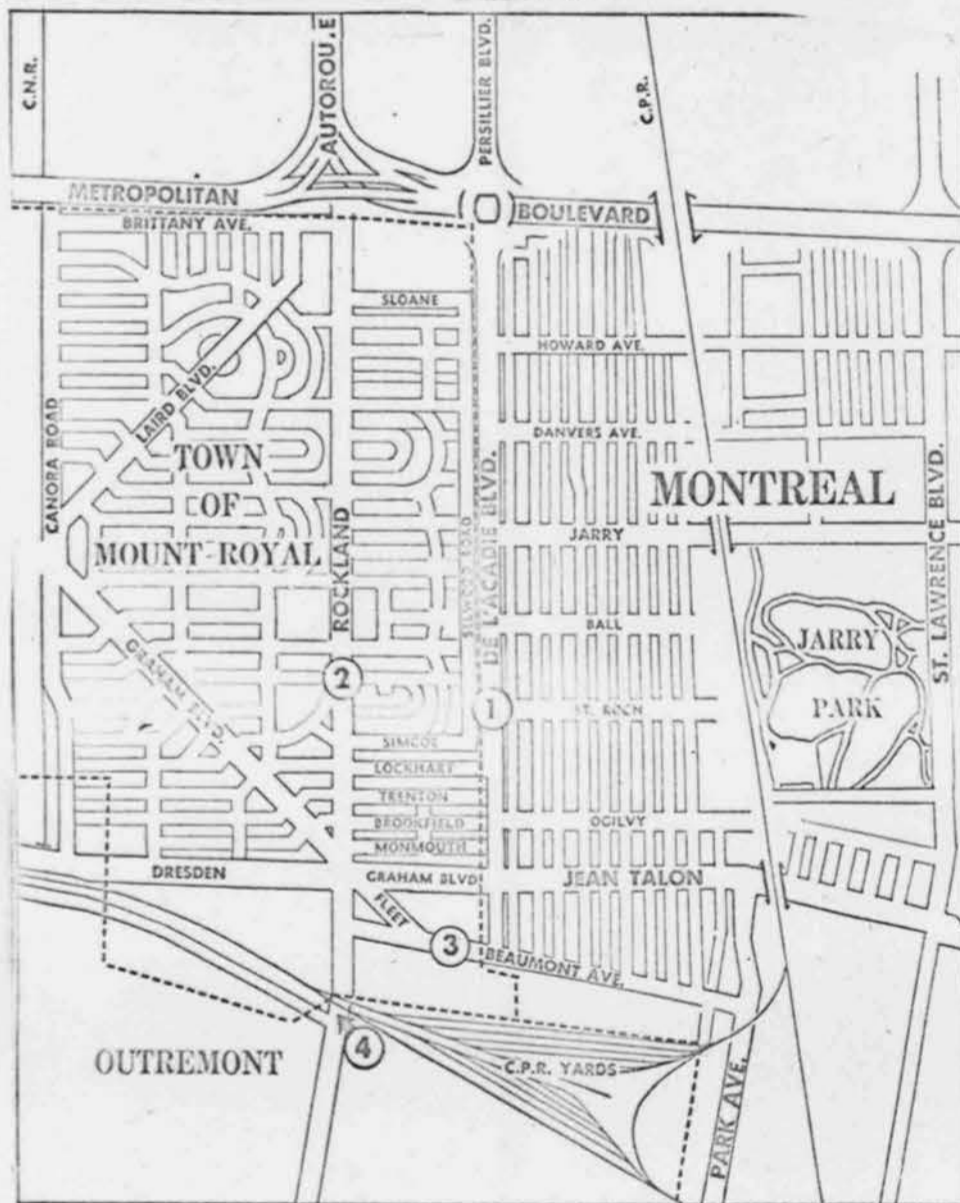 C.N.R.
AUTOROUTE
PERSILLIER BLVD.
C.P.R.
METROPOLITAN
BOULEVARD
BRITTANY AVE.
SLOANE
HOWARD AVE.
LAIRD BLVD.
CANORA ROAD
DANVERS AVE.
TOWN
OF
MOUNT ROYAL
ROCKLAND
SELWOOD ROAD
DE L'ACADIE BLVD.
MONTREAL
ST. LAWRENCE BLVD.
JARRY
BALL
JARRY
PARK
GRAHAM BLVD
2
1
ST. ROCH
SIMCOE
LOCKHART
TRENTON
BROOKFIELD
MONMOUTH
OGILVY
DRESDEN
GRAHAM BLVD
JEAN TALON
FLEET
3
BEAUMONT AVE.
OUTREMONT
4
C.P.R. YARDS
PARK AVE.